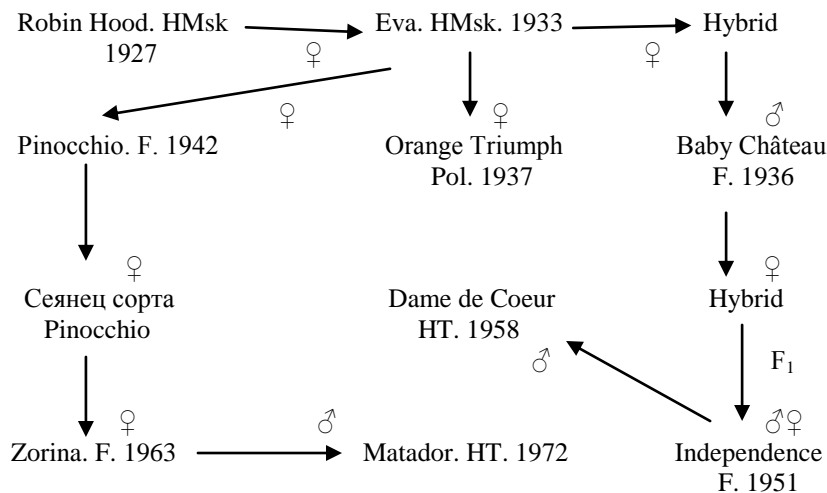 Robin Hood. HMsk
1927
♀
Eva. HMsk. 1933
♀
Hybrid
♀
Pinocchio. F. 1942
♀
Orange Triumph
Pol. 1937
♂
Baby Château
F. 1936
♀
Сеянец сорта
Pinocchio
Dame de Coeur
HT. 1958
♂
♀
Hybrid
F₁
♀
Zorina. F. 1963
♂
Matador. HT. 1972
♂♀
Independence
F. 1951